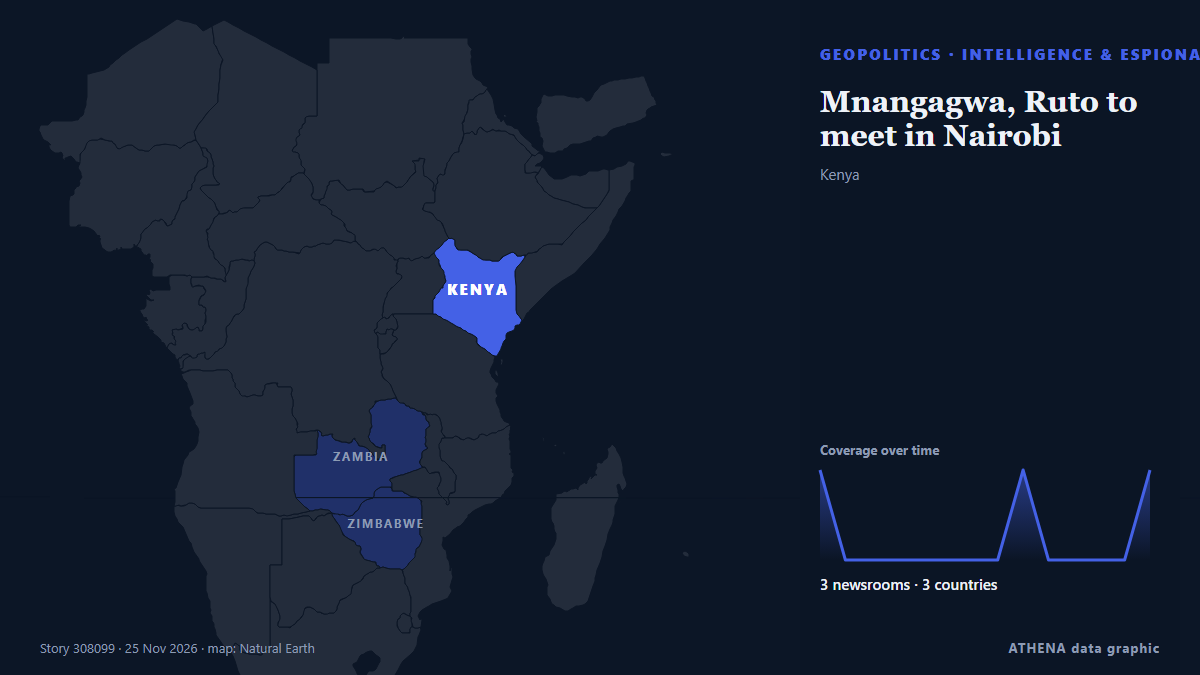 GEOPOLITICS · INTELLIGENCE & ESPIONA
Mnangagwa, Ruto to
meet in Nairobi
Kenya
KENYA
ZAMBIA
ZIMBABWE
Coverage over time
3 newsrooms · 3 countries
Story 308099 · 25 Nov 2026 · map: Natural Earth
ATHENA data graphic